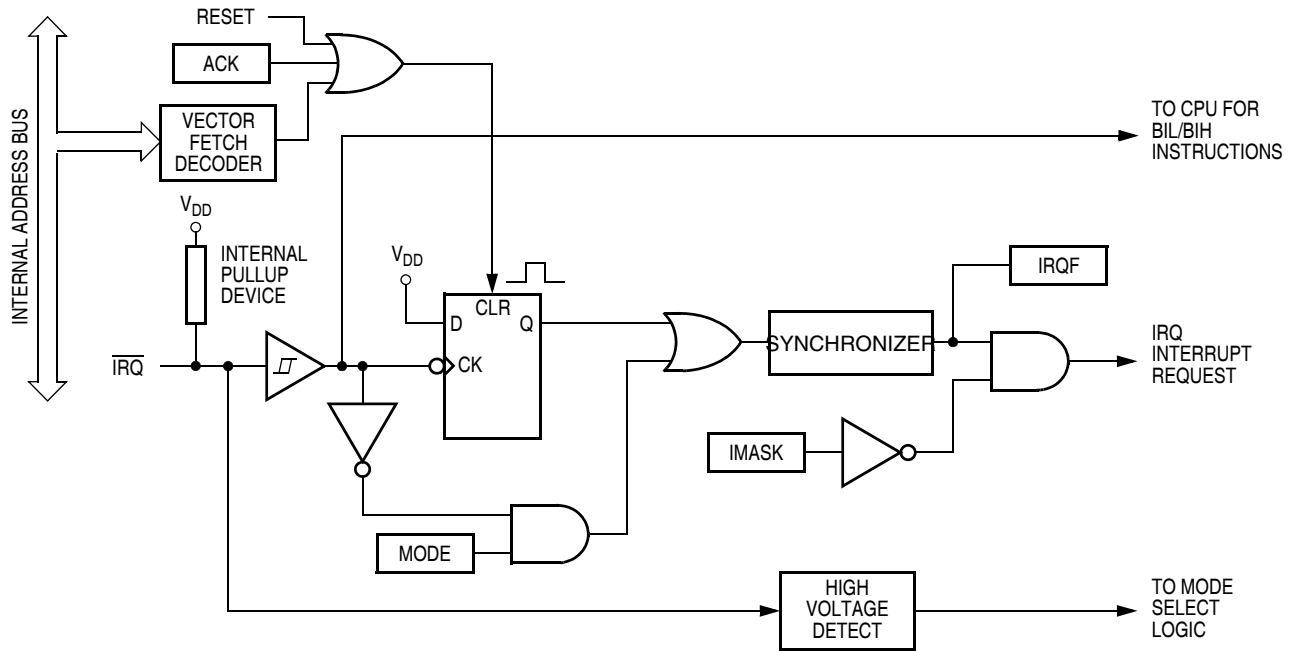 RESET
ACK
INTERNAL ADDRESS BUS
VECTOR
FETCH
DECODER
TO CPU FOR
BIL/BIH
INSTRUCTIONS
VDD
INTERNAL
PULLUP
DEVICE
VDD
CLR
D
Q
CK
IRQF
SYNCHRONIZER
IRQ
INTERRUPT
REQUEST
IRQ
IMASK
MODE
HIGH
VOLTAGE
DETECT
TO MODE
SELECT
LOGIC